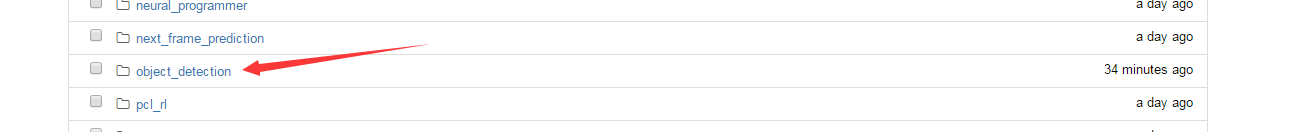 neural_programmer a day ago
next_frame_prediction a day ago
object_detection 34 minutes ago
pcl_rl a day ago